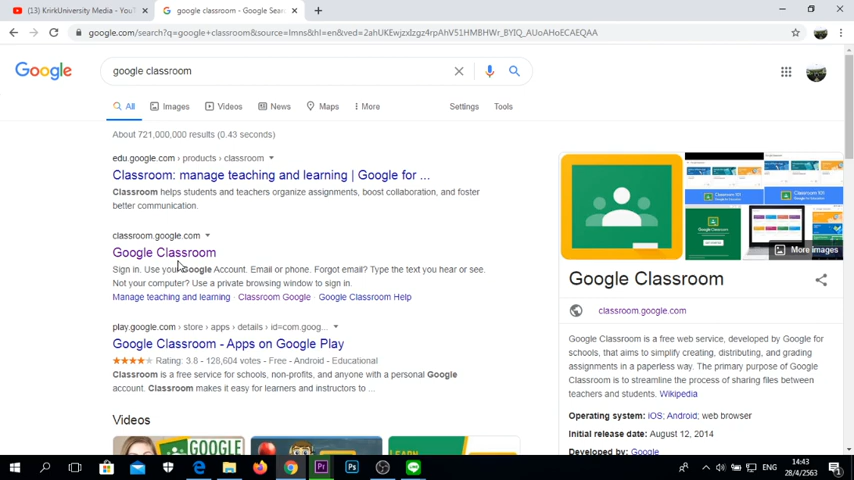 (13) KrirkUniversity Media - YouT
google classroom - Google Sear
google.com/search?q=google+classroom&source=lmns&hl=en&ved=2ahUKEwjzxIzgz4rpAhV51HMBHWr_BYIQ_AUoAHoECAEQAA
Google
google classroom
All
Images
Videos
News
Maps
More
Settings
Tools
About 721,000,000 results (0.43 seconds)
edu.google.com › products › classroom
Classroom: manage teaching and learning | Google for ...
Classroom helps students and teachers organize assignments, boost collaboration, and foster
better communication.
classroom.google.com
Google Classroom
Sign in. Use your Google Account. Email or phone. Forgot email? Type the text you hear or see.
Not your computer? Use a private browsing window to sign in.
Manage teaching and learning · Classroom Google · Google Classroom Help
play.google.com › store › apps › details › id=com.goog...
Google Classroom - Apps on Google Play
Rating: 3.8 - 128,604 votes - Free - Android - Educational
Classroom is a free service for schools, non-profits, and anyone with a personal Google
account. Classroom makes it easy for learners and instructors to ...
Videos
GOOGLE
More images
Google Classroom
classroom.google.com
Google Classroom is a free web service, developed by Google for
schools, that aims to simplify creating, distributing, and grading
assignments in a paperless way. The primary purpose of Google
Classroom is to streamline the process of sharing files between
teachers and students. Wikipedia
Operating system: iOS; Android; web browser
Initial release date: August 12, 2014
Developed by: Google
Pr
Ps
ENG
14:43
28/4/2563